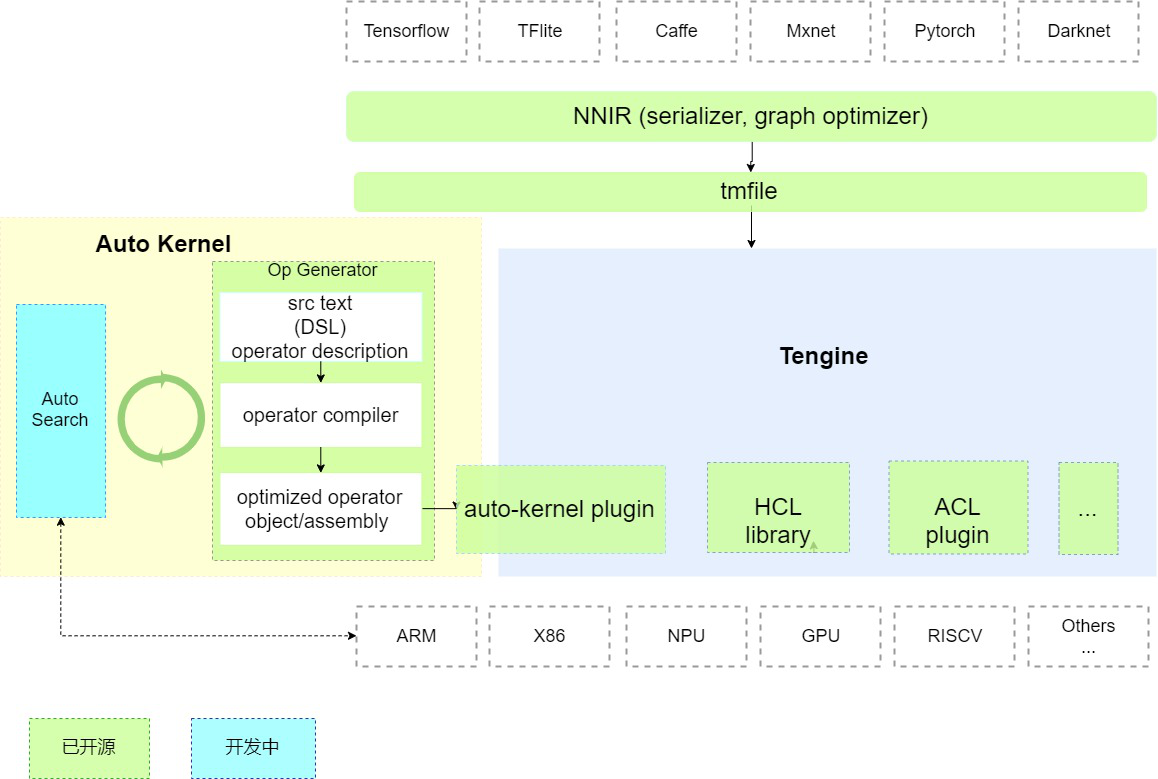 Tensorflow
TFlite
Caffe
Mxnet
Pytorch
Darknet
NNIR (serializer, graph optimizer)
tmfile
Auto Kernel
Op Generator
src text
(DSL)
operator description
Auto
Search
operator compiler
optimized operator
object/assembly
Tengine
auto-kernel plugin
HCL
library
ACL
plugin
...
ARM
X86
NPU
GPU
RISCV
Others
...
已开源
开发中